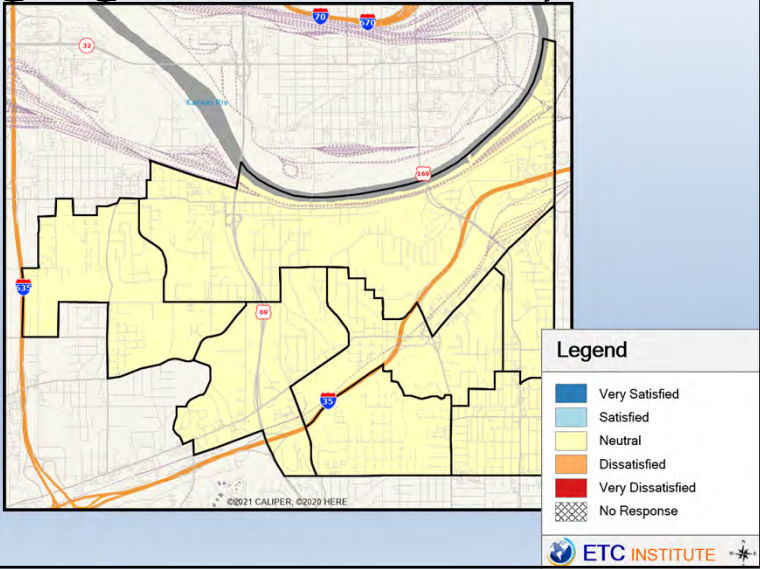 70
670
32
Kansas Riv
169
635
69
35
©2021 CALIPER; ©2020 HERE
Legend
Very Satisfied
Satisfied
Neutral
Dissatisfied
Very Dissatisfied
No Response
ETC INSTITUTE